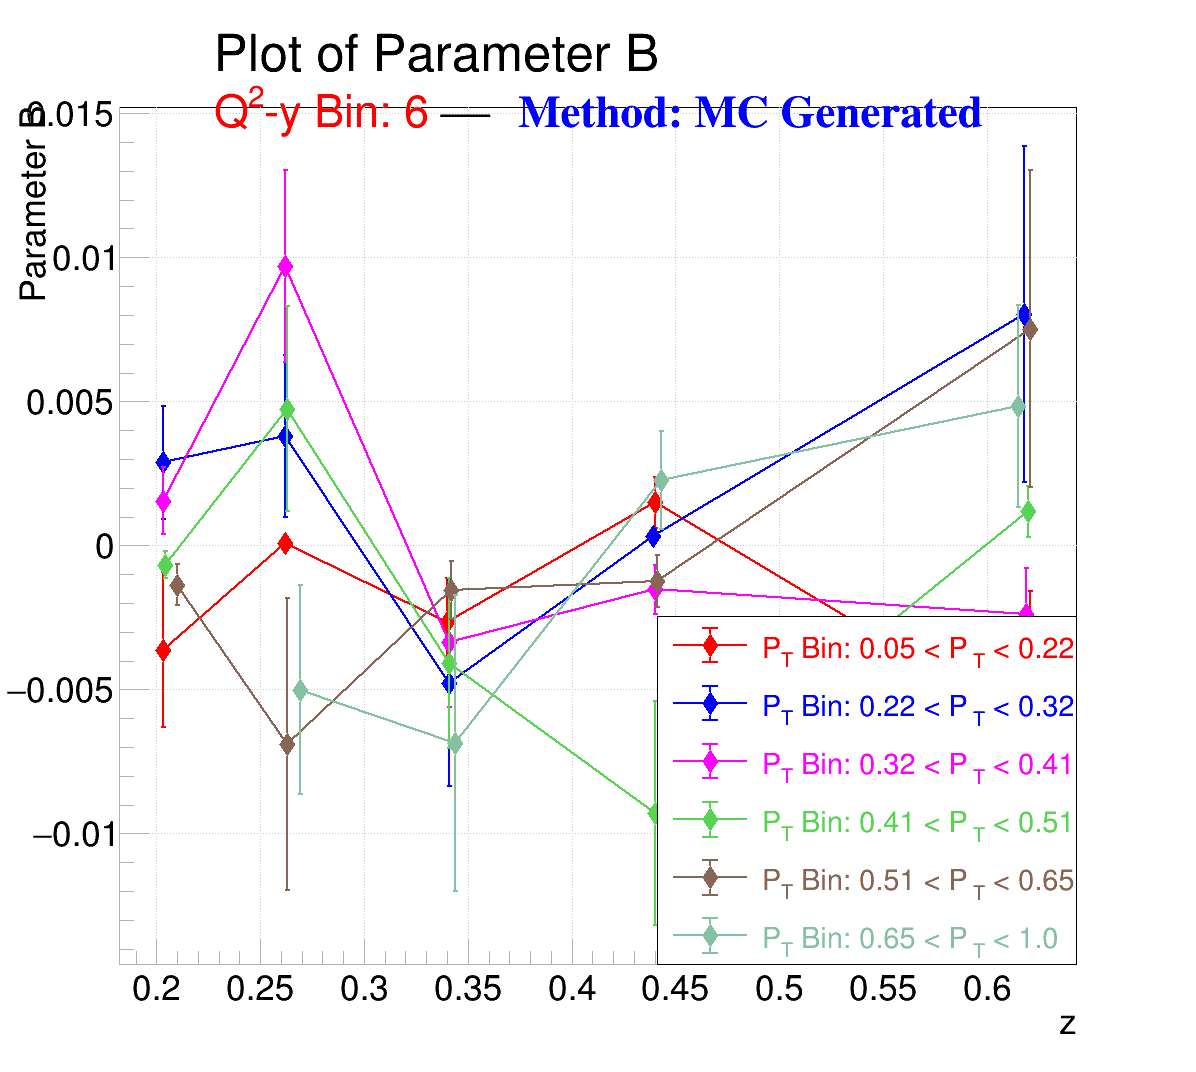 Plot of Parameter B
Q2-y Bin: 6 — Method: MC Generated
Parameter B
0.015
0.01
0.005
0
−0.005
−0.01
PT Bin: 0.05 < PT < 0.22
PT Bin: 0.22 < PT < 0.32
PT Bin: 0.32 < PT < 0.41
PT Bin: 0.41 < PT < 0.51
PT Bin: 0.51 < PT < 0.65
PT Bin: 0.65 < PT < 1.0
0.2 0.25 0.3 0.35 0.4 0.45 0.5 0.55 0.6
z